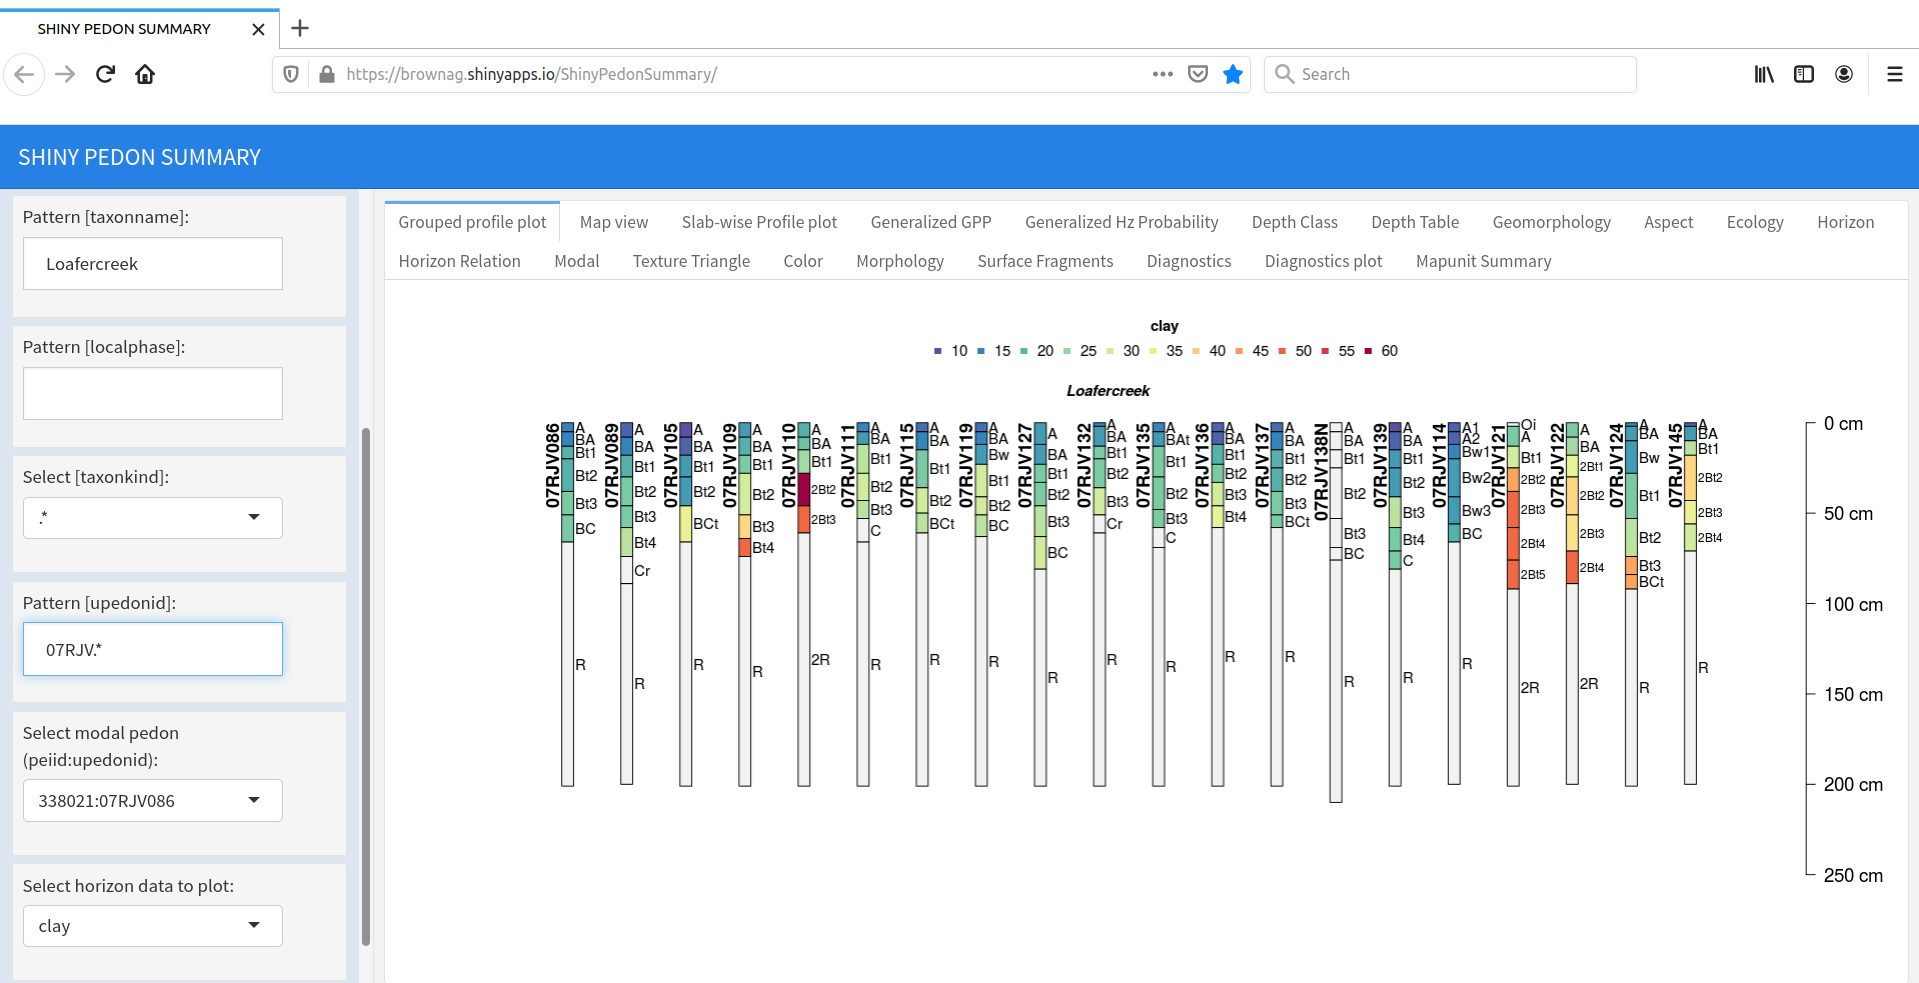 SHINY PEDON SUMMARY
https://brownag.shinyapps.io/ShinyPedonSummary/
Search
SHINY PEDON SUMMARY
Pattern [taxonname]:
Loafercreek
Pattern [localphase]:
Select [taxonkind]:
.*
Pattern [upedonid]:
07RJV.*
Select modal pedon
(peiid:upedonid):
338021:07RJV086
Select horizon data to plot:
clay
Grouped profile plot Map view Slab-wise Profile plot Generalized GPP Generalized Hz Probability Depth Class Depth Table Geomorphology Aspect Ecology Horizon
Horizon Relation Modal Texture Triangle Color Morphology Surface Fragments Diagnostics Diagnostics plot Mapunit Summary
clay
10 15 20 25 30 35 40 45 50 55 60
Loafercreek
07RJV086
A
BA
Bt1
Bt2
Bt3
BC
R
07RJV089
A
BA
Bt1
Bt2
Bt3
Bt4
Cr
R
07RJV105
A
BA
Bt1
Bt2
BCt
R
07RJV109
A
BA
Bt1
Bt2
Bt3
Bt4
R
07RJV110
A
BA
Bt1
2Bt2
2Bt3
2R
07RJV111
A
BA
Bt1
Bt2
Bt3
C
R
07RJV115
A
BA
Bt1
Bt2
BCt
R
07RJV119
A
BA
Bw
Bt1
Bt2
BC
R
07RJV127
A
BA
Bt1
Bt2
Bt3
BC
R
07RJV132
A
BA
Bt1
Bt2
Bt3
Cr
R
07RJV135
A
BAt
Bt1
Bt2
Bt3
C
R
07RJV136
A
BA
Bt1
Bt2
Bt3
Bt4
R
07RJV137
A
BA
Bt1
Bt2
Bt3
BCt
R
07RJV138N
A
BA
Bt1
Bt2
Bt3
BC
R
07RJV139
A
BA
Bt1
Bt2
Bt3
Bt4
C
R
07RJV114
A1
A2
Bw1
Bw2
Bw3
BC
R
07RJV121
Oi
A
Bt1
2Bt2
2Bt3
2Bt4
2Bt5
2R
07RJV122
A
BA
2Bt1
2Bt2
2Bt3
2Bt4
2R
07RJV124
A
BA
Bw
Bt1
Bt2
Bt3
BCt
R
07RJV145
A
BA
Bt1
2Bt2
2Bt3
2Bt4
R
0 cm
50 cm
100 cm
150 cm
200 cm
250 cm